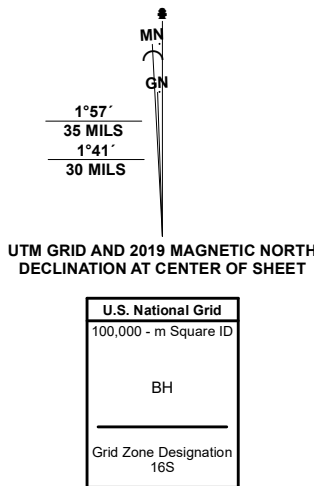 MN
GN
1°57´
35 MILS
1°41´
30 MILS
UTM GRID AND 2019 MAGNETIC NORTH
DECLINATION AT CENTER OF SHEET
U.S. National Grid
100,000 - m Square ID
BH
Grid Zone Designation
16S